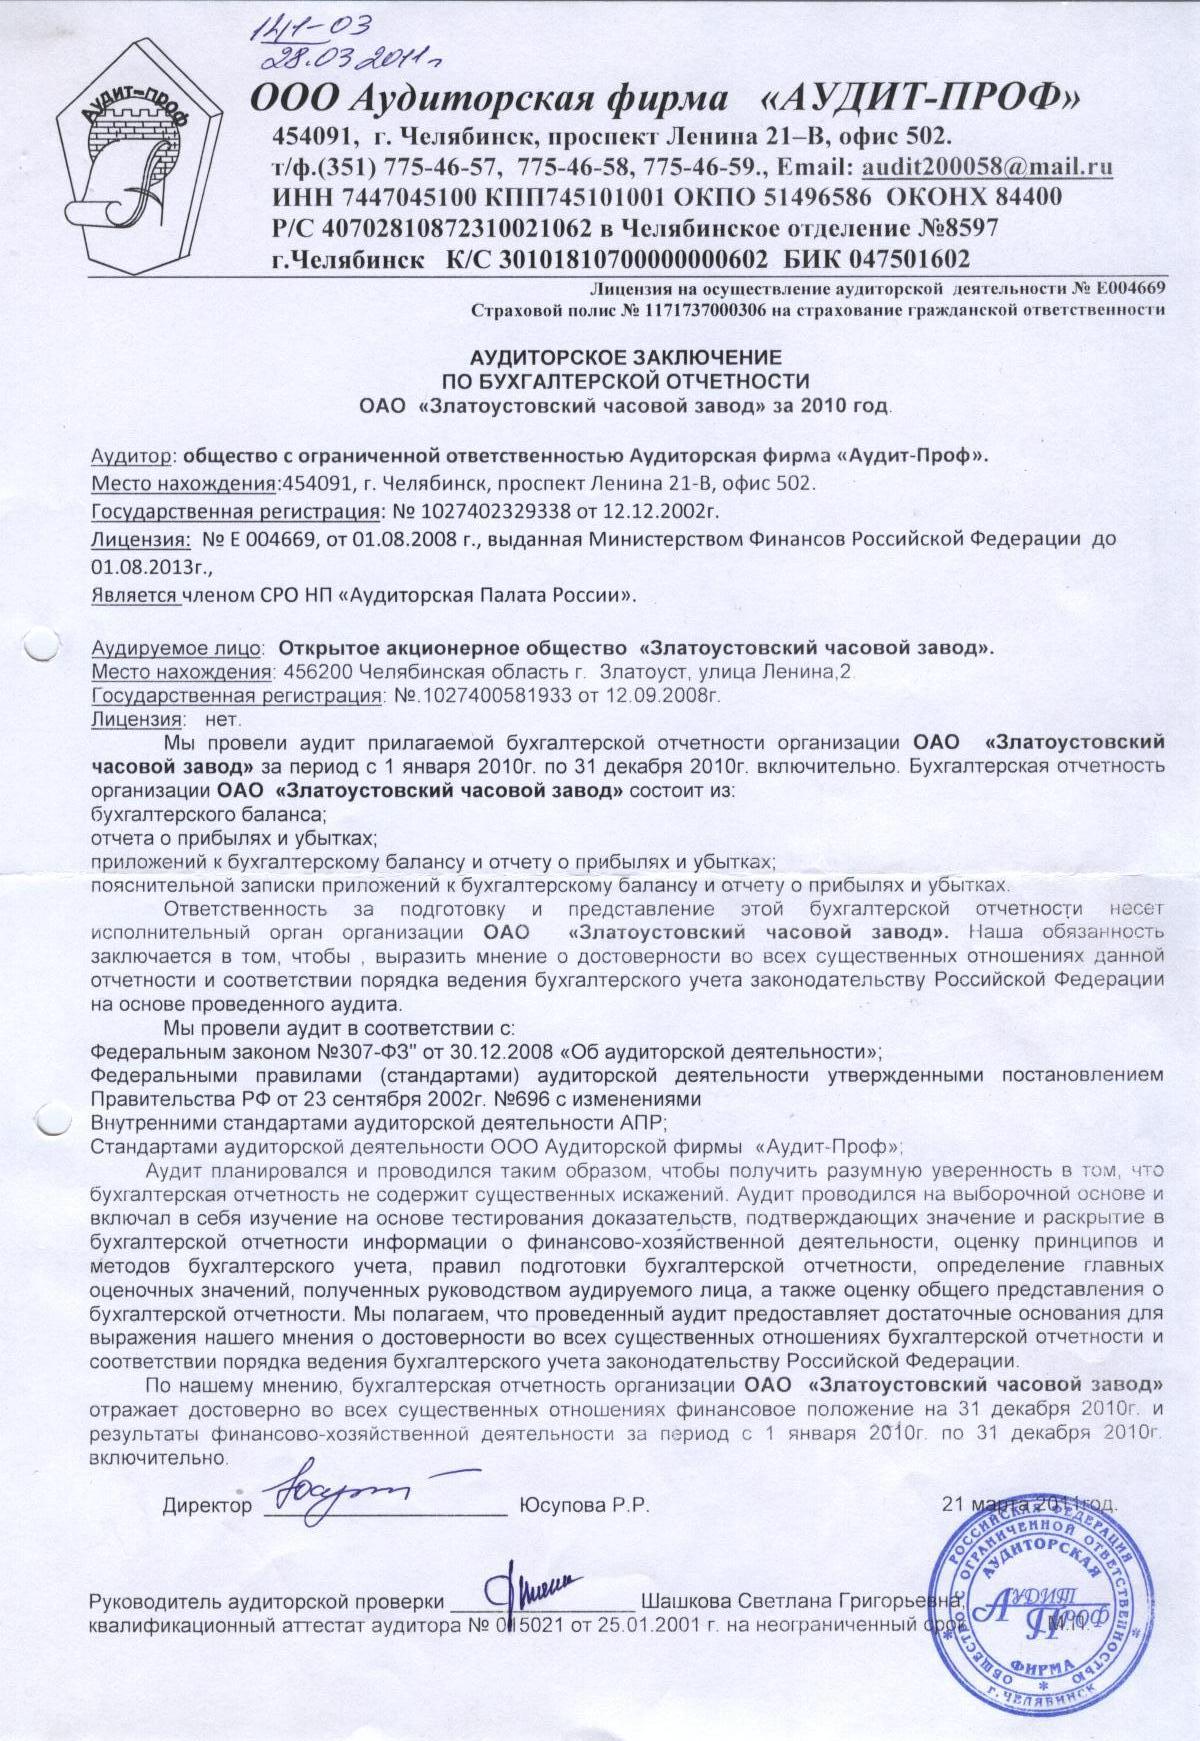 141-03
28.03.2011г
Аудит-проф
ООО Аудиторская фирма «АУДИТ-ПРОФ»
454091, г. Челябинск, проспект Ленина 21–В, офис 502.
т/ф.(351) 775-46-57, 775-46-58, 775-46-59., Email: audit200058@mail.ru
ИНН 7447045100 КПП745101001 ОКПО 51496586 ОКОНХ 84400
Р/С 40702810872310021062 в Челябинское отделение №8597
г.Челябинск К/С 30101810700000000602 БИК 047501602
Лицензия на осуществление аудиторской деятельности № Е004669
Страховой полис № 1171737000306 на страхование гражданской ответственности
АУДИТОРСКОЕ ЗАКЛЮЧЕНИЕ
ПО БУХГАЛТЕРСКОЙ ОТЧЕТНОСТИ
ОАО «Златоустовский часовой завод» за 2010 год.
Аудитор: общество с ограниченной ответственностью Аудиторская фирма «Аудит-Проф».
Место нахождения:454091, г. Челябинск, проспект Ленина 21-В, офис 502.
Государственная регистрация: № 1027402329338 от 12.12.2002г.
Лицензия: № Е 004669, от 01.08.2008 г., выданная Министерством Финансов Российской Федерации до
01.08.2013г.,
Является членом СРО НП «Аудиторская Палата России».
Аудируемое лицо: Открытое акционерное общество «Златоустовский часовой завод».
Место нахождения: 456200 Челябинская область г. Златоуст, улица Ленина,2.
Государственная регистрация: №.1027400581933 от 12.09.2008г.
Лицензия: нет.
Мы провели аудит прилагаемой бухгалтерской отчетности организации ОАО «Златоустовский
часовой завод» за период с 1 января 2010г. по 31 декабря 2010г. включительно. Бухгалтерская отчетность
организации ОАО «Златоустовский часовой завод» состоит из:
бухгалтерского баланса;
отчета о прибылях и убытках;
приложений к бухгалтерскому балансу и отчету о прибылях и убытках;
пояснительной записки приложений к бухгалтерскому балансу и отчету о прибылях и убытках.
Ответственность за подготовку и представление этой бухгалтерской отчетности несет
исполнительный орган организации ОАО «Златоустовский часовой завод». Наша обязанность
заключается в том, чтобы , выразить мнение о достоверности во всех существенных отношениях данной
отчетности и соответствии порядка ведения бухгалтерского учета законодательству Российской Федерации
на основе проведенного аудита.
Мы провели аудит в соответствии с:
Федеральным законом №307-ФЗ" от 30.12.2008 «Об аудиторской деятельности»;
Федеральными правилами (стандартами) аудиторской деятельности утвержденными постановлением
Правительства РФ от 23 сентября 2002г. №696 с изменениями
Внутренними стандартами аудиторской деятельности АПР;
Стандартами аудиторской деятельности ООО Аудиторской фирмы «Аудит-Проф»;
Аудит планировался и проводился таким образом, чтобы получить разумную уверенность в том, что
бухгалтерская отчетность не содержит существенных искажений. Аудит проводился на выборочной основе и
включал в себя изучение на основе тестирования доказательств, подтверждающих значение и раскрытие в
бухгалтерской отчетности информации о финансово-хозяйственной деятельности, оценку принципов и
методов бухгалтерского учета, правил подготовки бухгалтерской отчетности, определение главных
оценочных значений, полученных руководством аудируемого лица, а также оценку общего представления о
бухгалтерской отчетности. Мы полагаем, что проведенный аудит предоставляет достаточные основания для
выражения нашего мнения о достоверности во всех существенных отношениях бухгалтерской отчетности и
соответствии порядка ведения бухгалтерского учета законодательству Российской Федерации.
По нашему мнению, бухгалтерская отчетность организации ОАО «Златоустовский часовой завод»
отражает достоверно во всех существенных отношениях финансовое положение на 31 декабря 2010г. и
результаты финансово-хозяйственной деятельности за период с 1 января 2010г. по 31 декабря 2010г.
включительно.
Директор Юсупова Р.Р. 21 марта 2011год.
Руководитель аудиторской проверки Шашкова Светлана Григорьевна,
квалификационный аттестат аудитора № 015021 от 25.01.2001 г. на неограниченный срок М.П.
РОССИЙСКАЯ ФЕДЕРАЦИЯ
ОБЩЕСТВО С ОГРАНИЧЕННОЙ ОТВЕТСТВЕННОСТЬЮ
АУДИТОРСКАЯ
АУДИТ
ПРОФ
ФИРМА
г.ЧЕЛЯБИНСК